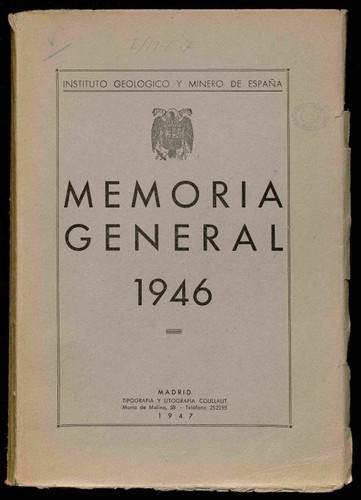 INSTITUTO GEOLOGICO Y MINERO DE ESPAÑA
MEMORIA
GENERAL
1946
MADRID
TIPOGRAFIA Y LITOGRAFIA COULLAUT
Maria de Molina, 58 - Teléfono 252295
1947